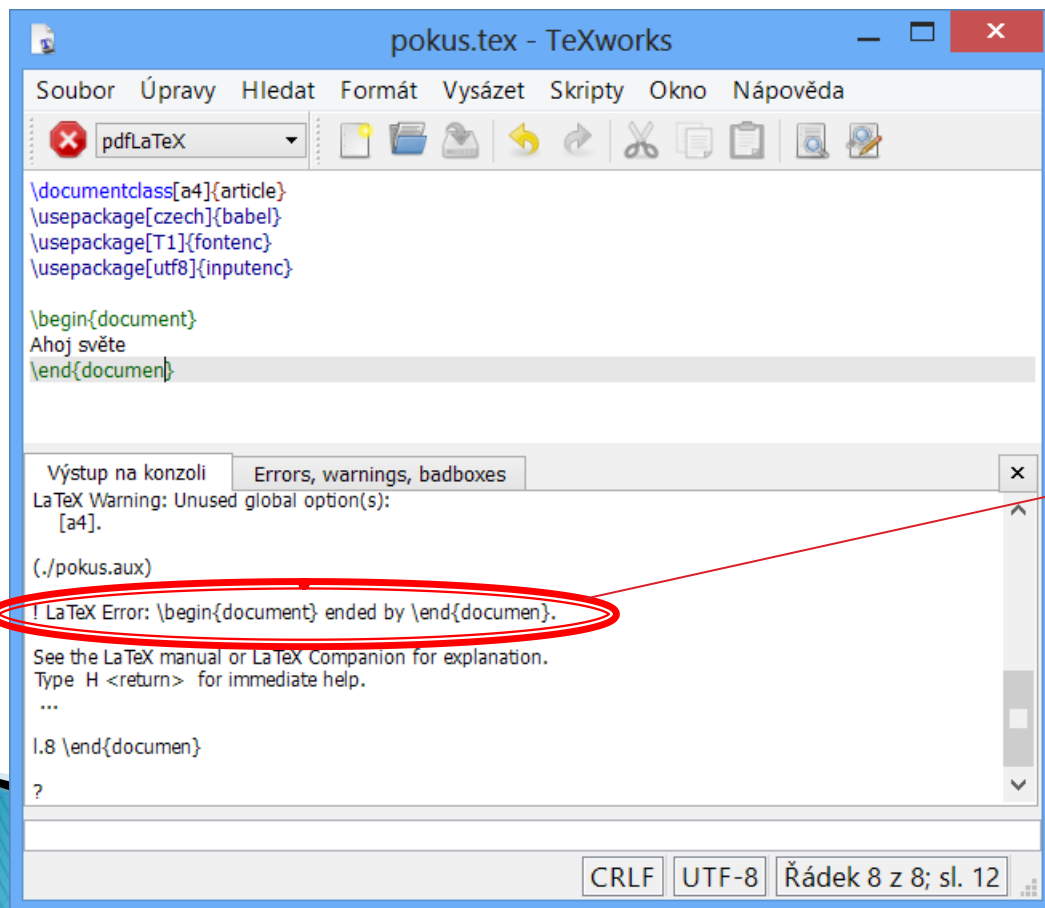 pokus.tex - TeXworks
Soubor Úpravy Hledat Formát Vysázet Skripty Okno Nápověda
pdfLaTeX
\documentclass[a4]{article}
\usepackage[czech]{babel}
\usepackage[T1]{fontenc}
\usepackage[utf8]{inputenc}
\begin{document}
Ahoj světe
\end{documen}
Výstup na konzoli Errors, warnings, badboxes
LaTeX Warning: Unused global option(s):
[a4].
(./pokus.aux)
! LaTeX Error: \begin{document} ended by \end{documen}.
See the LaTeX manual or LaTeX Companion for explanation.
Type H <return> for immediate help.
...
l.8 \end{documen}
?
CRLF UTF-8 Řádek 8 z 8; sl. 12